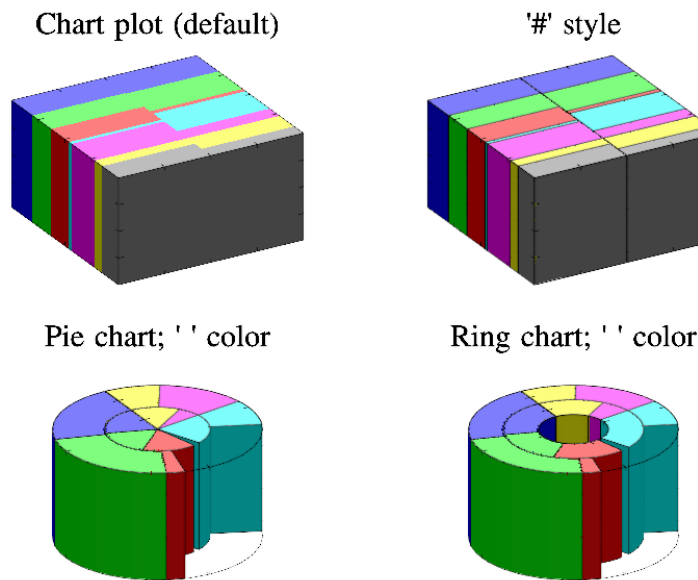 Chart plot (default)
'#' style
Pie chart; ' ' color
Ring chart; ' ' color